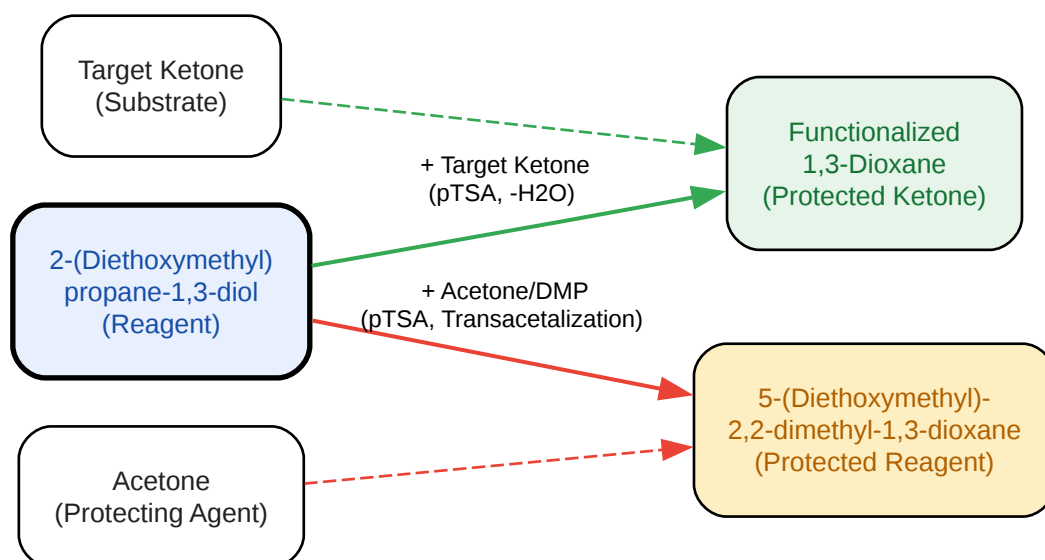 Target Ketone
(Substrate)
Functionalized
1,3-Dioxane
(Protected Ketone)
+ Target Ketone
(pTSA, -H2O)
2-(Diethoxymethyl)
propane-1,3-diol
(Reagent)
+ Acetone/DMP
(pTSA, Transacetalization)
5-(Diethoxymethyl)-
2,2-dimethyl-1,3-dioxane
(Protected Reagent)
Acetone
(Protecting Agent)